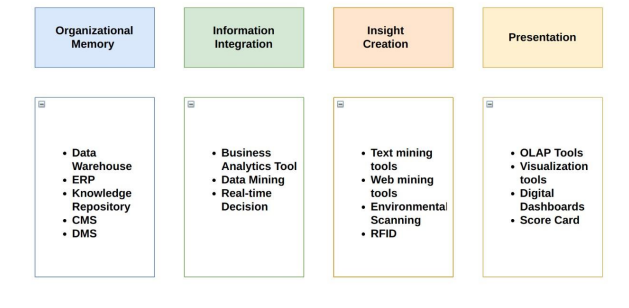 Organizational
Memory
Information
Integration
Insight
Creation
Presentation
• Data
Warehouse
• ERP
• Knowledge
Repository
• CMS
• DMS
• Business
Analytics Tool
• Data Mining
• Real-time
Decision
• Text mining
tools
• Web mining
tools
• Environmental
Scanning
• RFID
• OLAP Tools
• Visualization
tools
• Digital
Dashboards
• Score Card